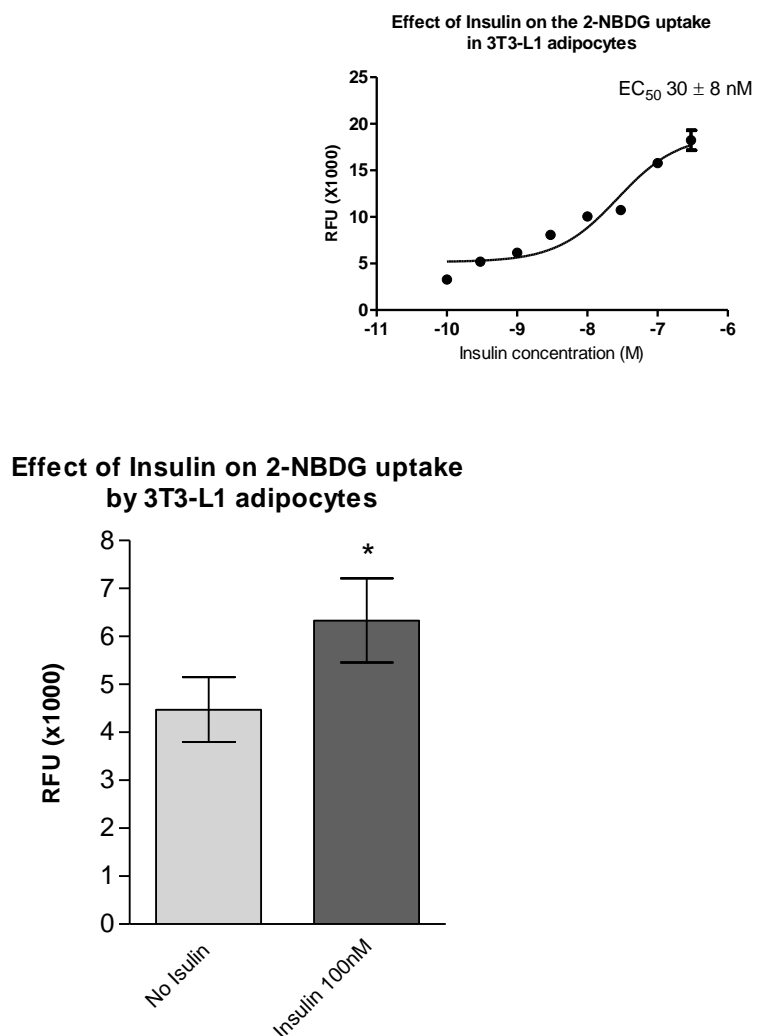 Effect of Insulin on the 2-NBDG uptake
in 3T3-L1 adipocytes
25
20
15
10
5
0
EC50 30 ± 8 nM
RFU (X1000)
-11 -10 -9 -8 -7 -6
Insulin concentration (M)
Effect of Insulin on 2-NBDG uptake
by 3T3-L1 adipocytes
8
7
6
5
4
3
2
1
0
*
RFU (x1000)
No Isulin
Insulin 100nM